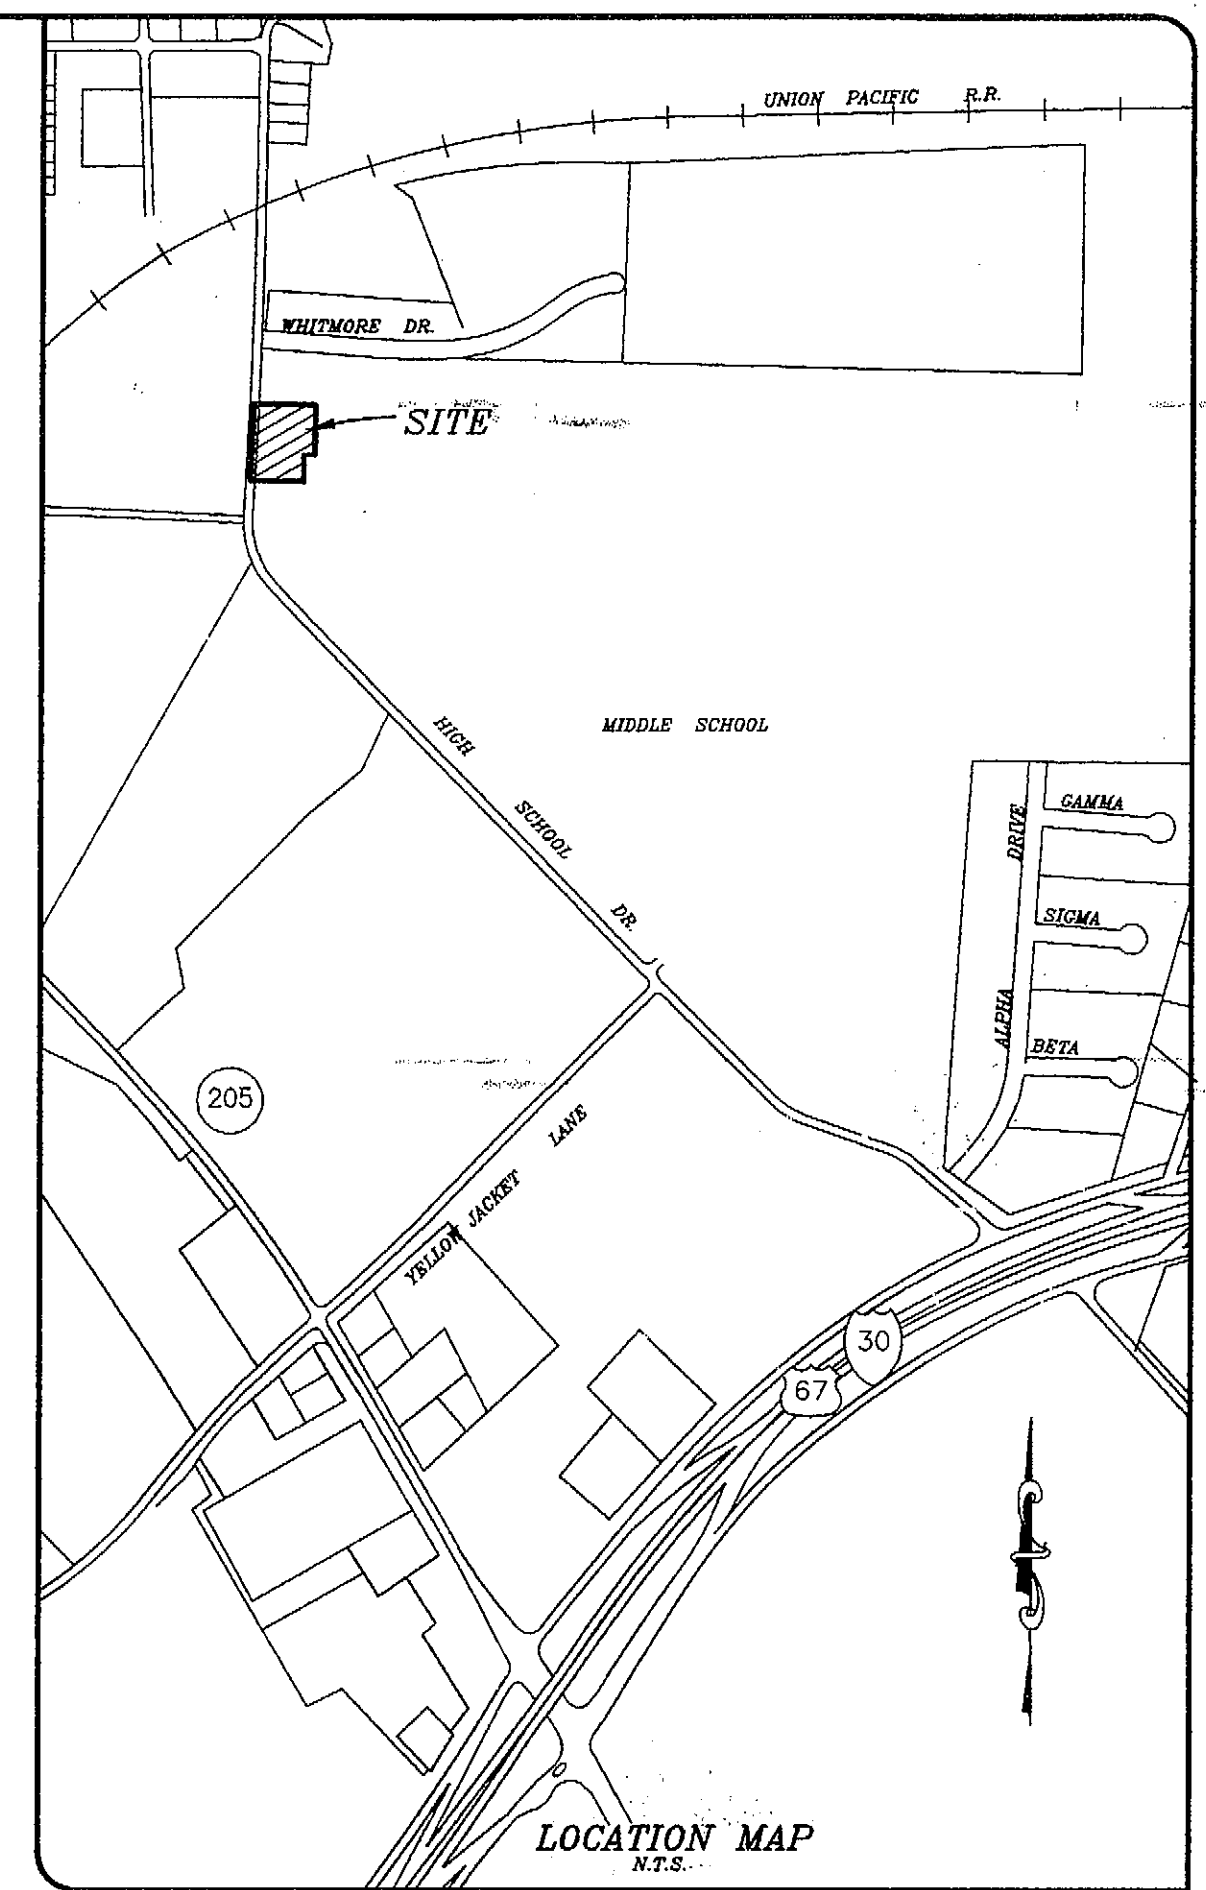 UNION PACIFIC R.R.
WHITMORE DR.
SITE
HIGH SCHOOL DR.
MIDDLE SCHOOL
GAMMA
ALPHA DRIVE
SIGMA
BETA
205
YELLOW JACKET LANE
30
67
LOCATION MAP
N.T.S.